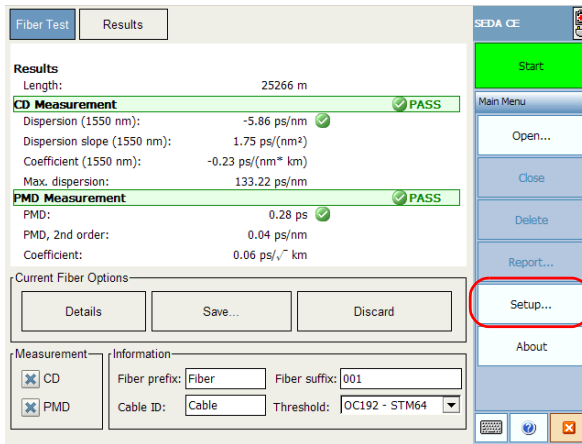 Fiber Test Results SEDA CE
Start
Results
Length: 25266 m
Main Menu
CD Measurement PASS
Dispersion (1550 nm): -5.86 ps/nm
Open...
Dispersion slope (1550 nm): 1.75 ps/(nm²)
Coefficient (1550 nm): -0.23 ps/(nm* km)
Close
Max. dispersion: 133.22 ps/nm
PMD Measurement PASS
PMD: 0.28 ps
Delete
PMD, 2nd order: 0.04 ps/nm
Coefficient: 0.06 ps/√ km
Report...
Current Fiber Options
Details Save... Discard
Setup...
About
Measurement Information
CD Fiber prefix: Fiber Fiber suffix: 001
PMD Cable ID: Cable Threshold: OC192 - STM64